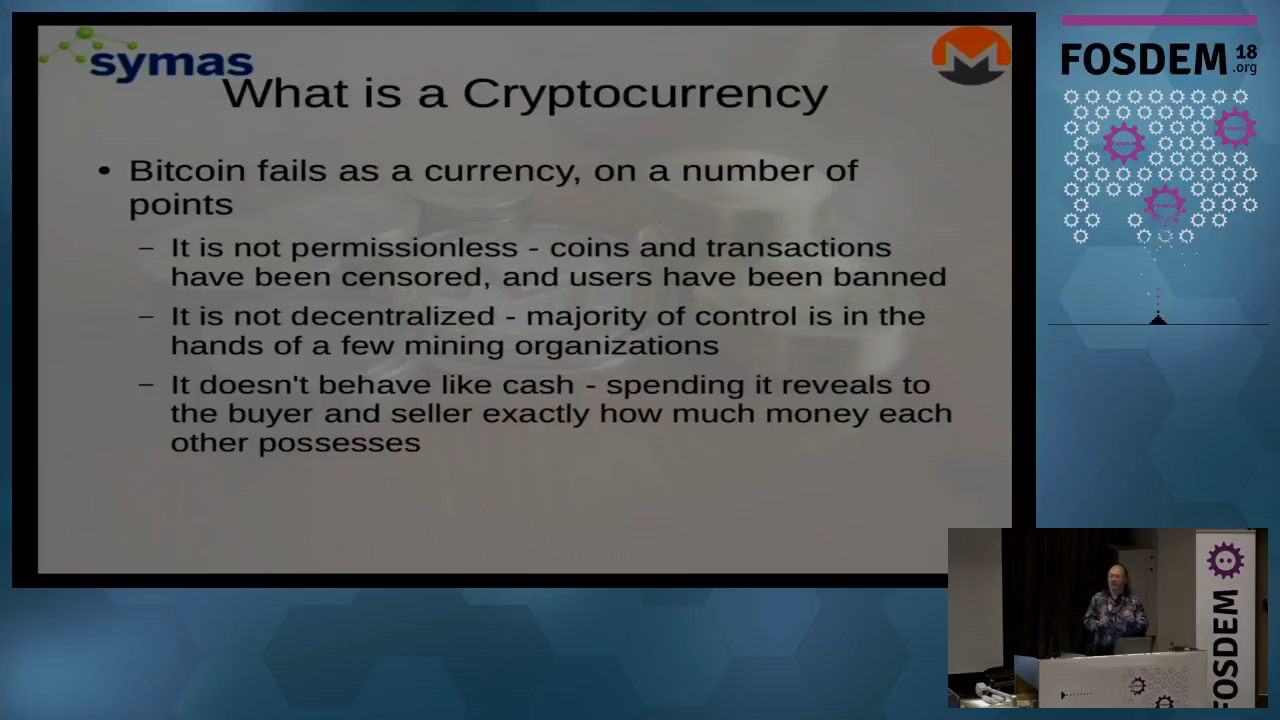 symas
What is a Cryptocurrency
• Bitcoin fails as a currency, on a number of
points
– It is not permissionless - coins and transactions
have been censored, and users have been banned
– It is not decentralized - majority of control is in the
hands of a few mining organizations
– It doesn't behave like cash - spending it reveals to
the buyer and seller exactly how much money each
other possesses
FOSDEM 18
.org
FOSDEM